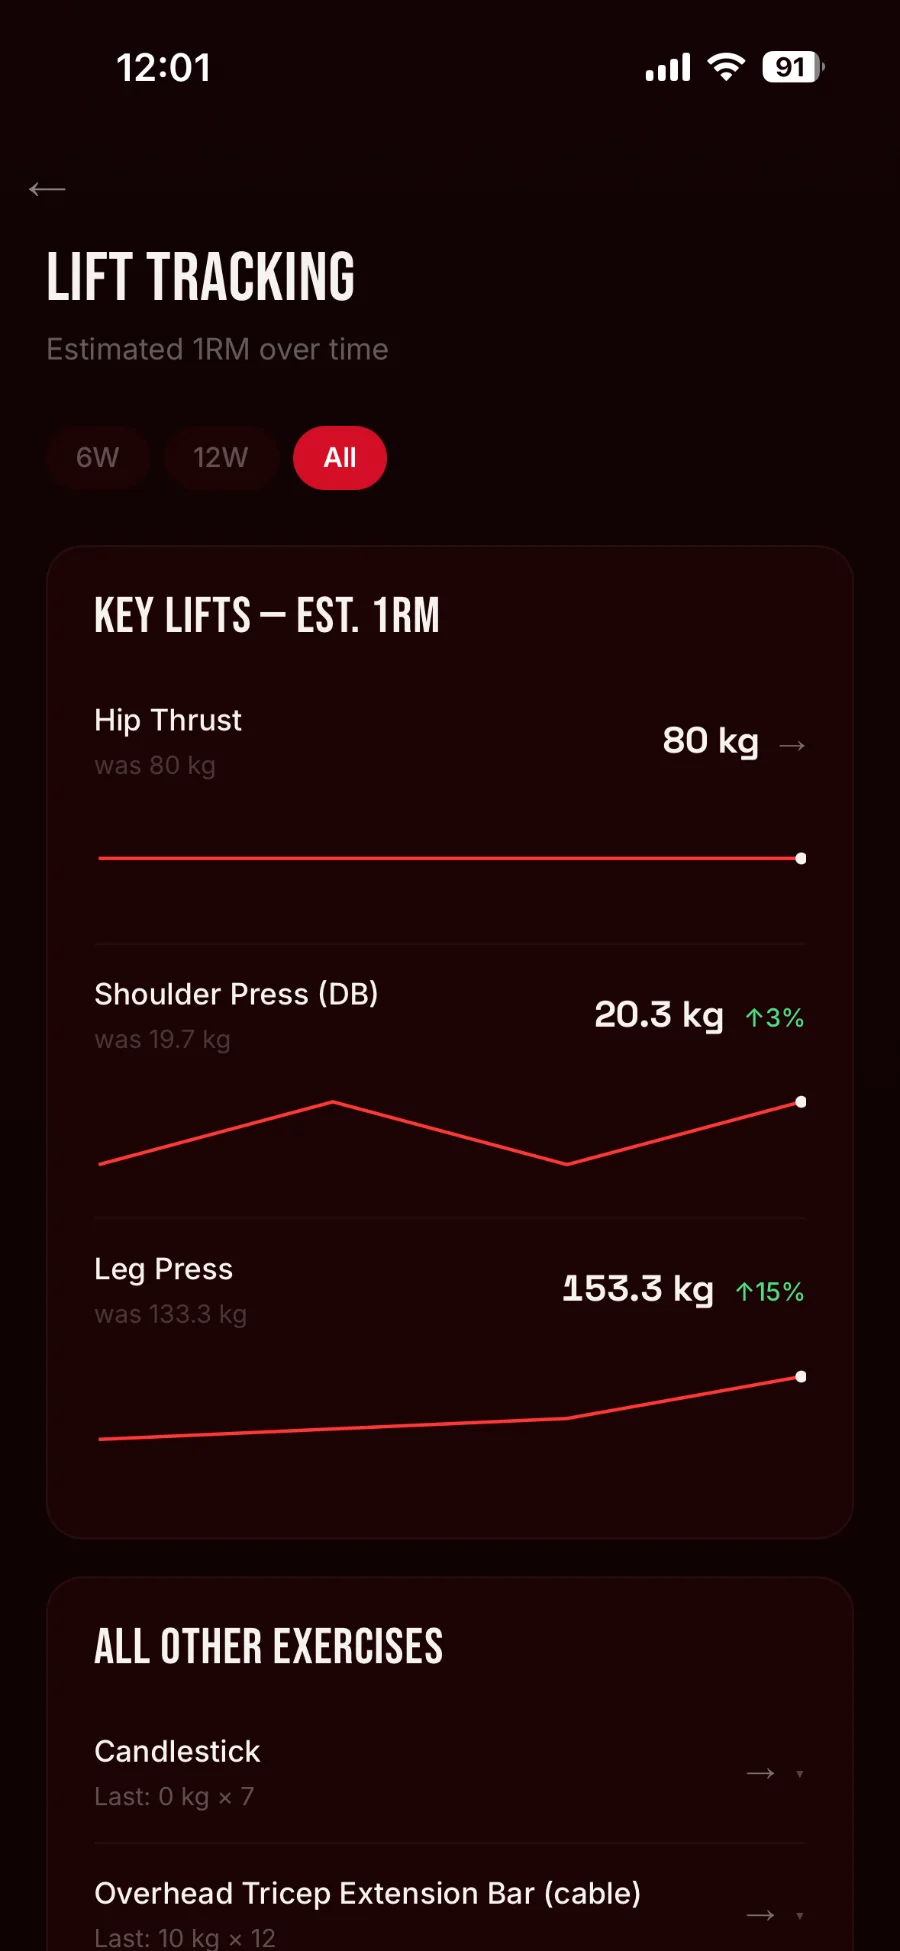 12:01
91
←
LIFT TRACKING
Estimated 1RM over time
6W 12W All
KEY LIFTS – EST. 1RM
Hip Thrust
80 kg →
was 80 kg
Shoulder Press (DB)
20.3 kg ↑3%
was 19.7 kg
Leg Press
153.3 kg ↑15%
was 133.3 kg
ALL OTHER EXERCISES
Candlestick
→ ▾
Last: 0 kg × 7
Overhead Tricep Extension Bar (cable)
→ ▾
Last: 10 kg × 12